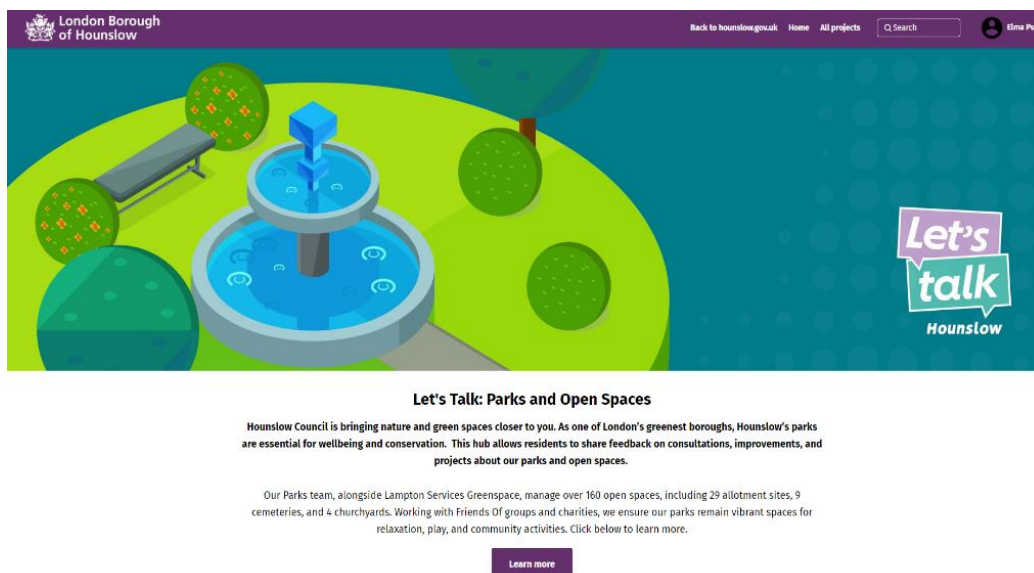 London Borough
of Hounslow
Back to hounslow.gov.uk Home All projects Search Elma
Let's
talk
Hounslow
Let's Talk: Parks and Open Spaces
Hounslow Council is bringing nature and green spaces closer to you. As one of London's greenest boroughs, Hounslow's parks
are essential for wellbeing and conservation. This hub allows residents to share feedback on consultations, improvements, and
projects about our parks and open spaces.
Our Parks team, alongside Lampton Services Greenspace, manage over 160 open spaces, including 29 allotment sites, 9
cemeteries, and 4 churchyards. Working with Friends Of groups and charities, we ensure our parks remain vibrant spaces for
relaxation, play, and community activities. Click below to learn more.
Learn more